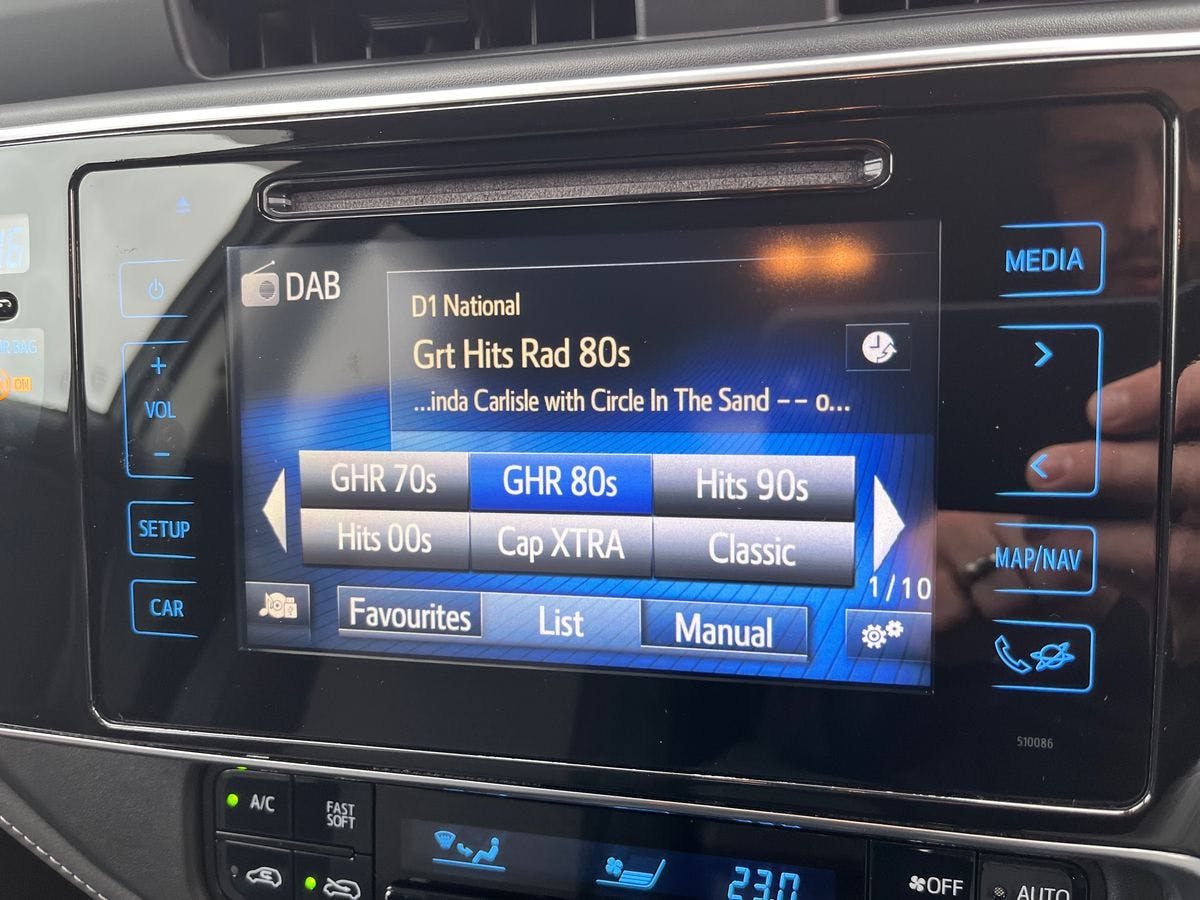 DAB
D1 National
Grt Hits Rad 80s
...inda Carlisle with Circle In The Sand -- o...
GHR 70s
GHR 80s
Hits 90s
Hits 00s
Cap XTRA
Classic
1/10
Favourites
List
Manual
+
VOL
-
SETUP
CAR
MEDIA
>
<
MAP/NAV
510086
ON
A/C
FAST
SOFT
23.0
OFF
AUTO